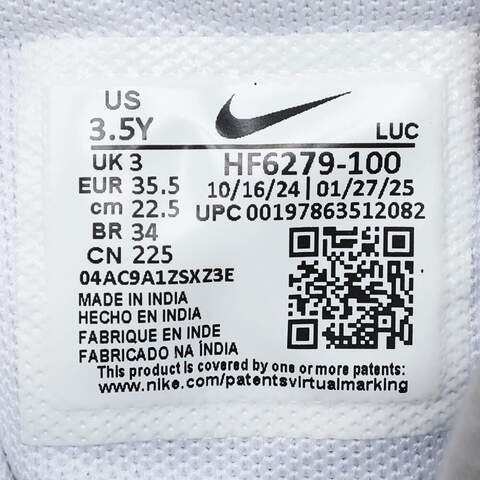 US
3.5Y
LUC
UK 3
HF6279-100
EUR 35.5
10/16/24 | 01/27/25
cm 22.5
UPC 00197863512082
BR 34
CN 225
04AC9A1ZSXZ3E
MADE IN INDIA
HECHO EN INDIA
FABRIQUE EN INDE
FABRICADO NA ÍNDIA
This product is covered by one or more patents:
www.nike.com/patentsvirtualmarking